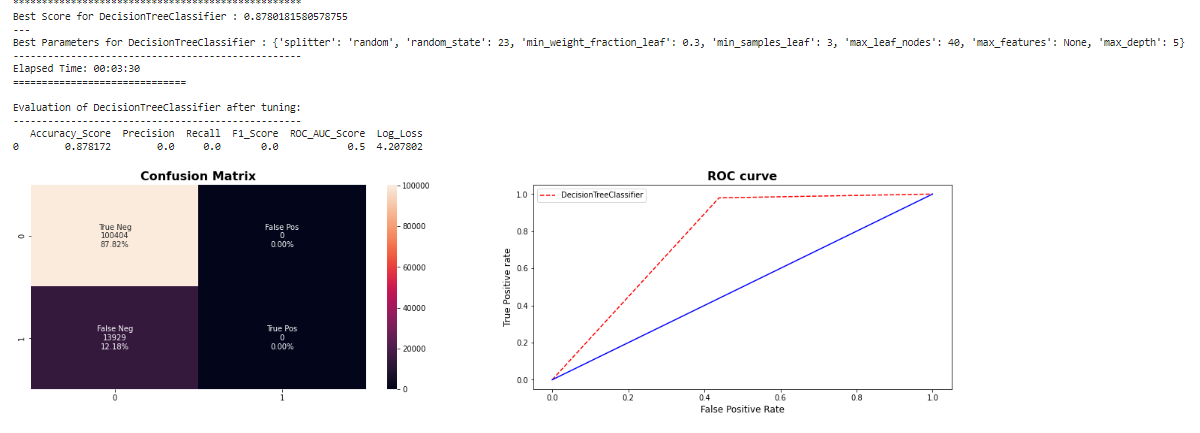 **************************************************
Best Score for DecisionTreeClassifier : 0.8780181580578755
---
Best Parameters for DecisionTreeClassifier : {'splitter': 'random', 'random_state': 23, 'min_weight_fraction_leaf': 0.3, 'min_samples_leaf': 3, 'max_leaf_nodes': 40, 'max_features': None, 'max_depth': 5}
--------------------------------------------------
Elapsed Time: 00:03:30
==============================
Evaluation of DecisionTreeClassifier after tuning:
--------------------------------------------------
Accuracy_Score Precision Recall F1_Score ROC_AUC_Score Log_Loss
0 0.878172 0.0 0.0 0.0 0.5 4.207802
Confusion Matrix
0
1
True Neg
100404
87.82%
False Pos
0
0.00%
False Neg
13929
12.18%
True Pos
0
0.00%
0 1
100000
80000
60000
40000
20000
0
ROC curve
DecisionTreeClassifier
True Positive rate
1.0
0.8
0.6
0.4
0.2
0.0
0.0 0.2 0.4 0.6 0.8 1.0
False Positive Rate